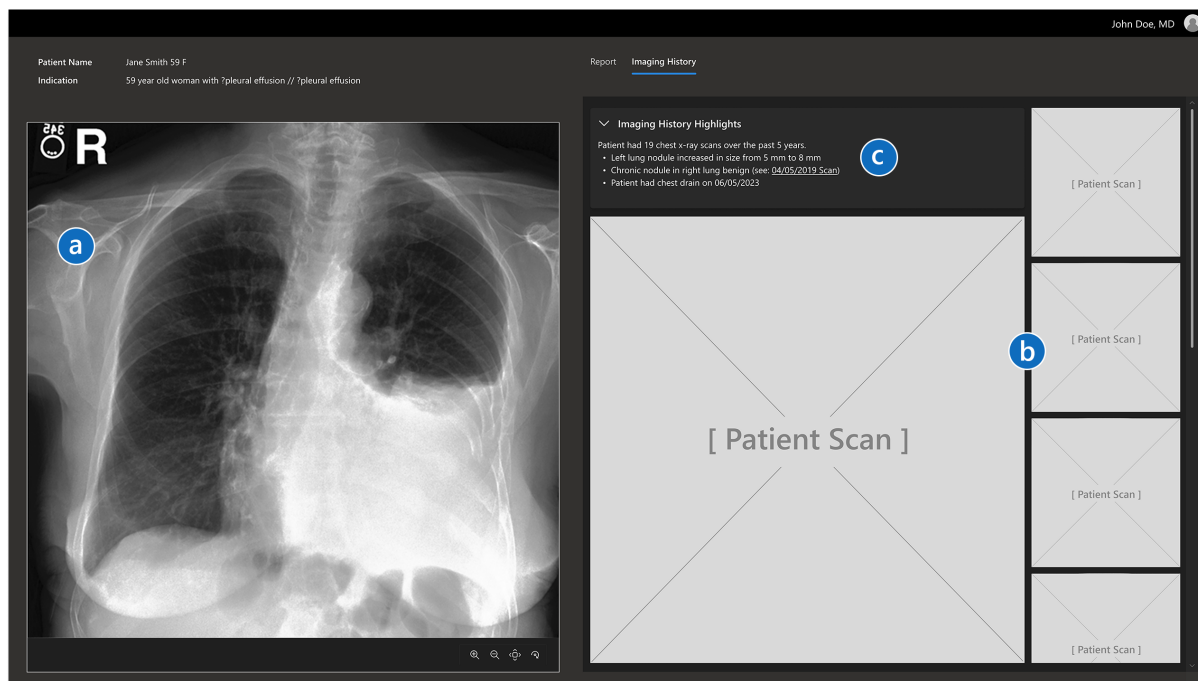 John Doe, MD
Patient Name Jane Smith 59 F
Indication 59 year old woman with ?pleural effusion // ?pleural effusion
Report Imaging History
345
R
a
Imaging History Highlights
Patient had 19 chest x-ray scans over the past 5 years.
• Left lung nodule increased in size from 5 mm to 8 mm
• Chronic nodule in right lung benign (see: 04/05/2019 Scan)
• Patient had chest drain on 06/05/2023
c
[ Patient Scan ]
b
[ Patient Scan ]
[ Patient Scan ]
[ Patient Scan ]
[ Patient Scan ]